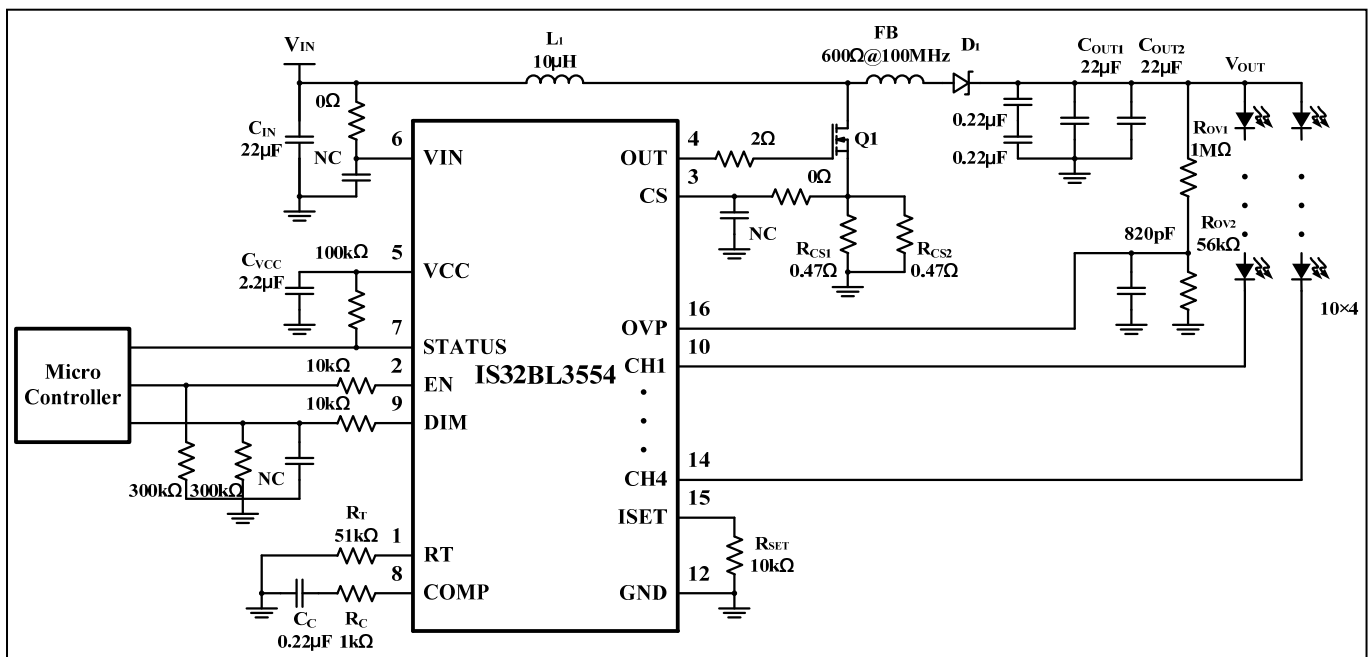 VIN
L1
10µH
FB
600Ω@100MHz
D1
COUT1
22µF
COUT2
22µF
VOUT
0Ω
CIN
22µF
NC
6
VIN
4
OUT
2Ω
Q1
0.22µF
0.22µF
ROV1
1MΩ
3
CS
0Ω
NC
RCS1
0.47Ω
RCS2
0.47Ω
820pF
ROV2
56kΩ
10×4
CVCC
2.2µF
100kΩ
5
VCC
7
STATUS
16
OVP
Micro
Controller
10kΩ
2
EN
IS32BL3554
10
CH1
10kΩ
9
DIM
300kΩ
300kΩ
NC
14
CH4
15
ISET
RT
51kΩ
1
RT
RSET
10kΩ
8
COMP
12
GND
CC
0.22µF
RC
1kΩ